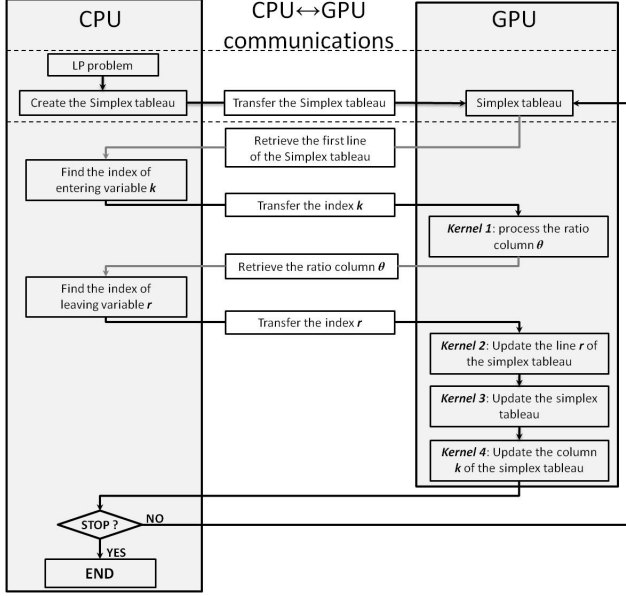 CPU
CPU↔GPU
communications
GPU
LP problem
Create the Simplex tableau
Transfer the Simplex tableau
Simplex tableau
Retrieve the first line
of the Simplex tableau
Find the index of
entering variable k
Transfer the index k
Kernel 1: process the ratio
column θ
Retrieve the ratio column θ
Find the index of
leaving variable r
Transfer the index r
Kernel 2: Update the line r of
the simplex tableau
Kernel 3: Update the simplex
tableau
Kernel 4: Update the column
k of the simplex tableau
STOP ?
NO
YES
END